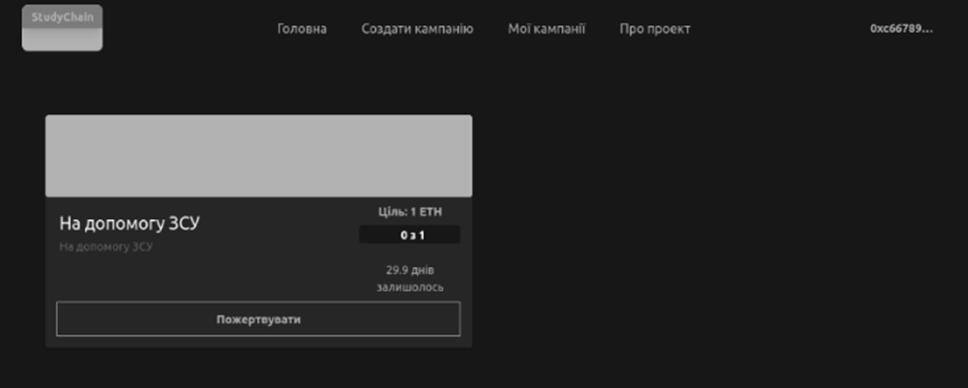 StudyChain
Головна Создати кампанію Мої кампанії Про проект 0xc66789...
На допомогу ЗСУ
На допомогу ЗСУ
Ціль: 1 ETH
0 з 1
29.9 днів
залишолось
Пожертвувати